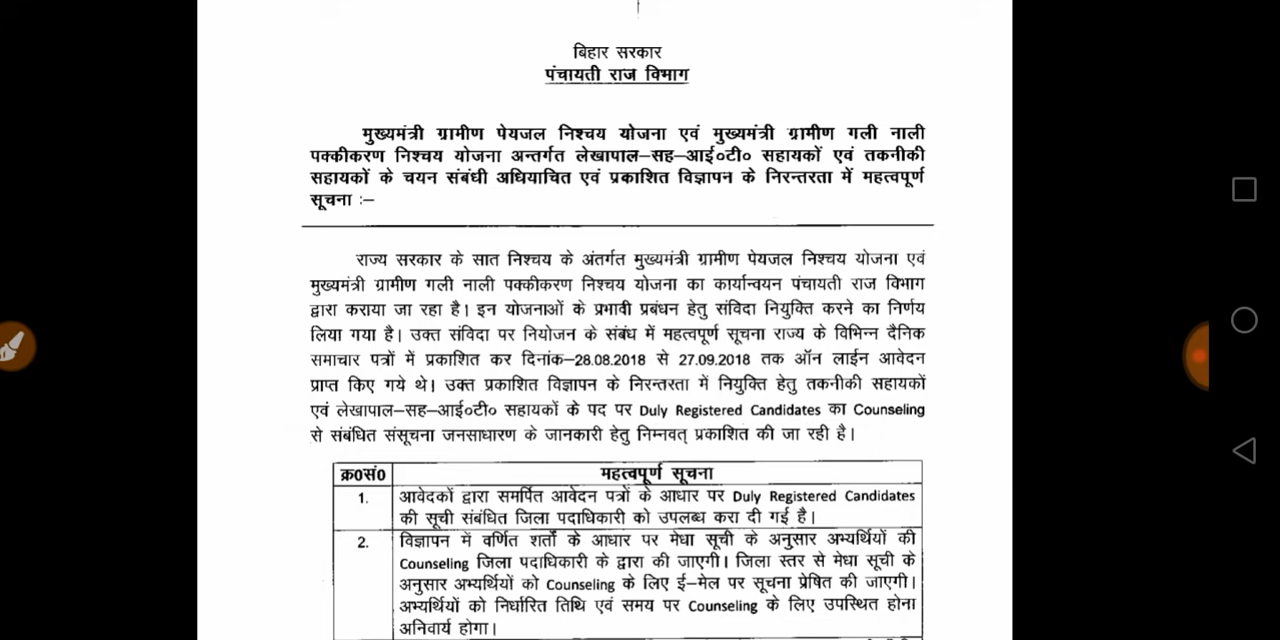 बिहार सरकार
पंचायती राज विभाग
मुख्यमंत्री ग्रामीण पेयजल निश्चय योजना एवं मुख्यमंत्री ग्रामीण गली नाली
पक्कीकरण निश्चय योजना अन्तर्गत लेखापाल–सह–आई०टी० सहायकों एवं तकनीकी
सहायकों के चयन संबंधी अधियाचित एवं प्रकाशित विज्ञापन के निरन्तरता में महत्वपूर्ण
सूचना :–
राज्य सरकार के सात निश्चय के अंतर्गत मुख्यमंत्री ग्रामीण पेयजल निश्चय योजना एवं
मुख्यमंत्री ग्रामीण गली नाली पक्कीकरण निश्चय योजना का कार्यान्वयन पंचायती राज विभाग
द्वारा कराया जा रहा है। इन योजनाओं के प्रभावी प्रबंधन हेतु संविदा नियुक्ति करने का निर्णय
लिया गया है। उक्त संविदा पर नियोजन के संबंध में महत्वपूर्ण सूचना राज्य के विभिन्न दैनिक
समाचार पत्रों में प्रकाशित कर दिनांक–28.08.2018 से 27.09.2018 तक ऑन लाईन आवेदन
प्राप्त किए गये थे। उक्त प्रकाशित विज्ञापन के निरन्तरता में नियुक्ति हेतु तकनीकी सहायकों
एवं लेखापाल–सह–आई०टी० सहायकों के पद पर Duly Registered Candidates का Counseling
से संबंधित संसूचना जनसाधारण के जानकारी हेतु निम्नवत् प्रकाशित की जा रही है।
क्र०सं० महत्वपूर्ण सूचना
1. आवेदकों द्वारा समर्पित आवेदन पत्रों के आधार पर Duly Registered Candidates
की सूची संबंधित जिला पदाधिकारी को उपलब्ध करा दी गई है।
2. विज्ञापन में वर्णित शर्तों के आधार पर मेधा सूची के अनुसार अभ्यर्थियों की
Counseling जिला पदाधिकारी के द्वारा की जाएगी। जिला स्तर से मेधा सूची के
अनुसार अभ्यर्थियों को Counseling के लिए ई–मेल पर सूचना प्रेषित की जाएगी।
अभ्यर्थियों को निर्धारित तिथि एवं समय पर Counseling के लिए उपस्थित होना
अनिवार्य होगा।